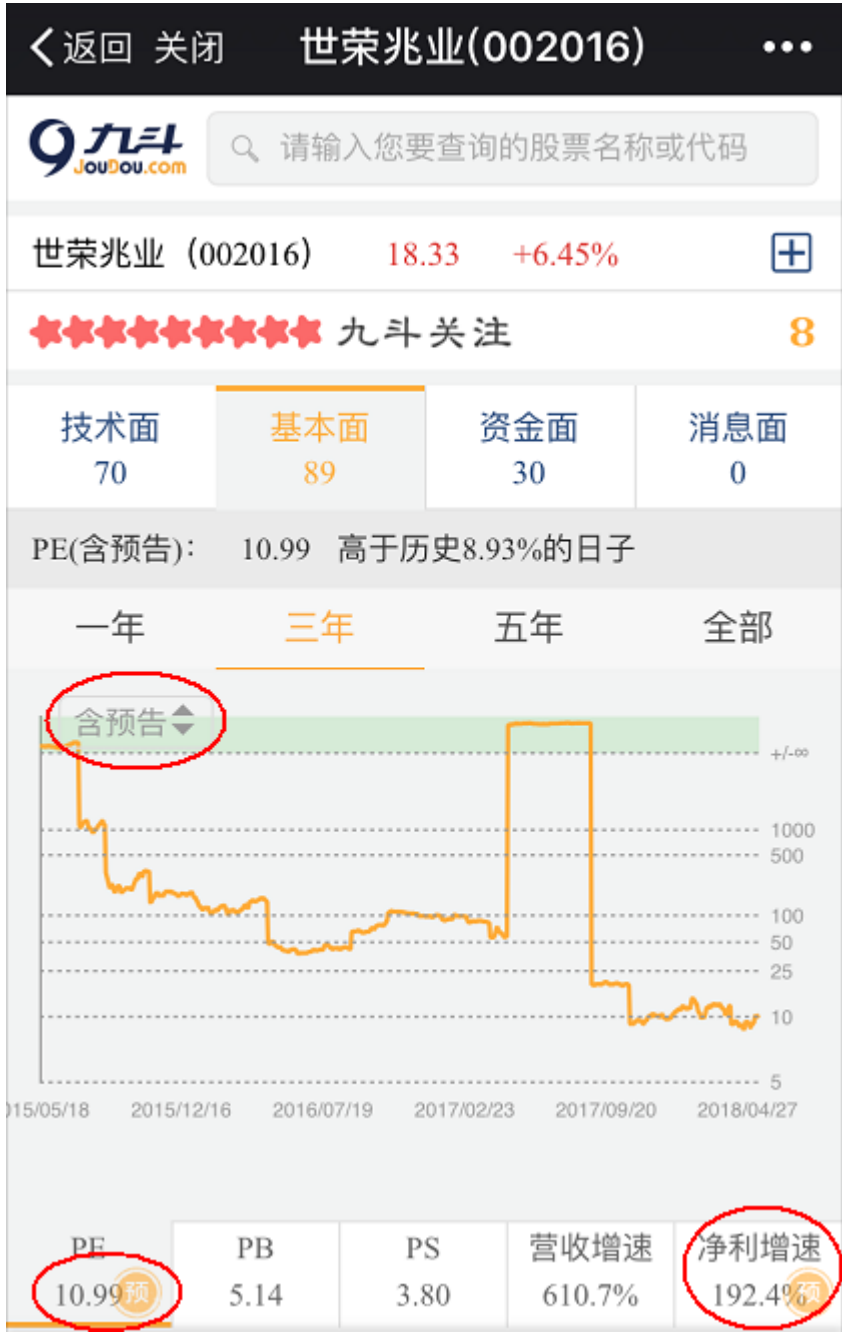 返回 关闭 世荣兆业(002016)
九斗 JouDou.com 请输入您要查询的股票名称或代码
世荣兆业（002016） 18.33 +6.45%
九斗关注 8
技术面 基本面 资金面 消息面
70 89 30 0
PE(含预告)： 10.99 高于历史8.93%的日子
一年 三年 五年 全部
含预告
+/-∞
1000
500
100
50
25
10
5
015/05/18 2015/12/16 2016/07/19 2017/02/23 2017/09/20 2018/04/27
PE PB PS 营收增速 净利增速
10.99 预 5.14 3.80 610.7% 192.4% 预